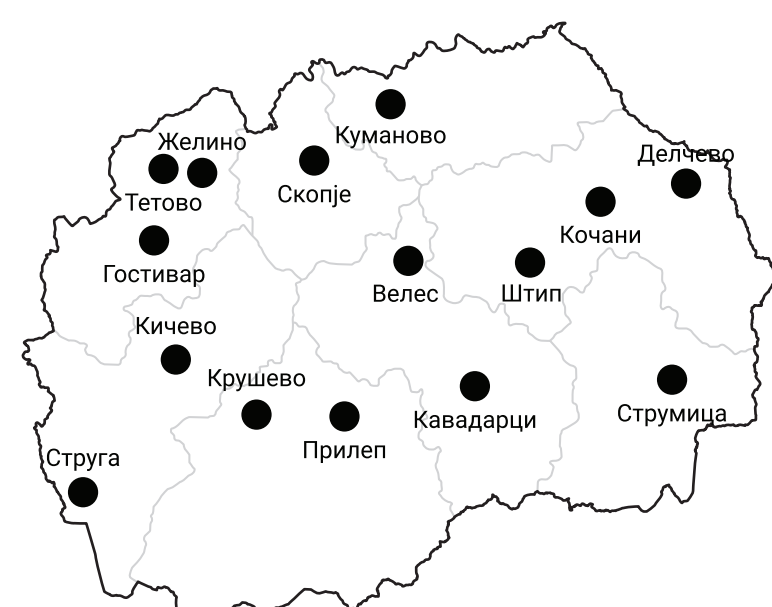 Куманово
Желино
Делчево
Скопје
Тетово
Кочани
Гостивар
Велес
Штип
Кичево
Крушево
Струмица
Кавадарци
Прилеп
Струга